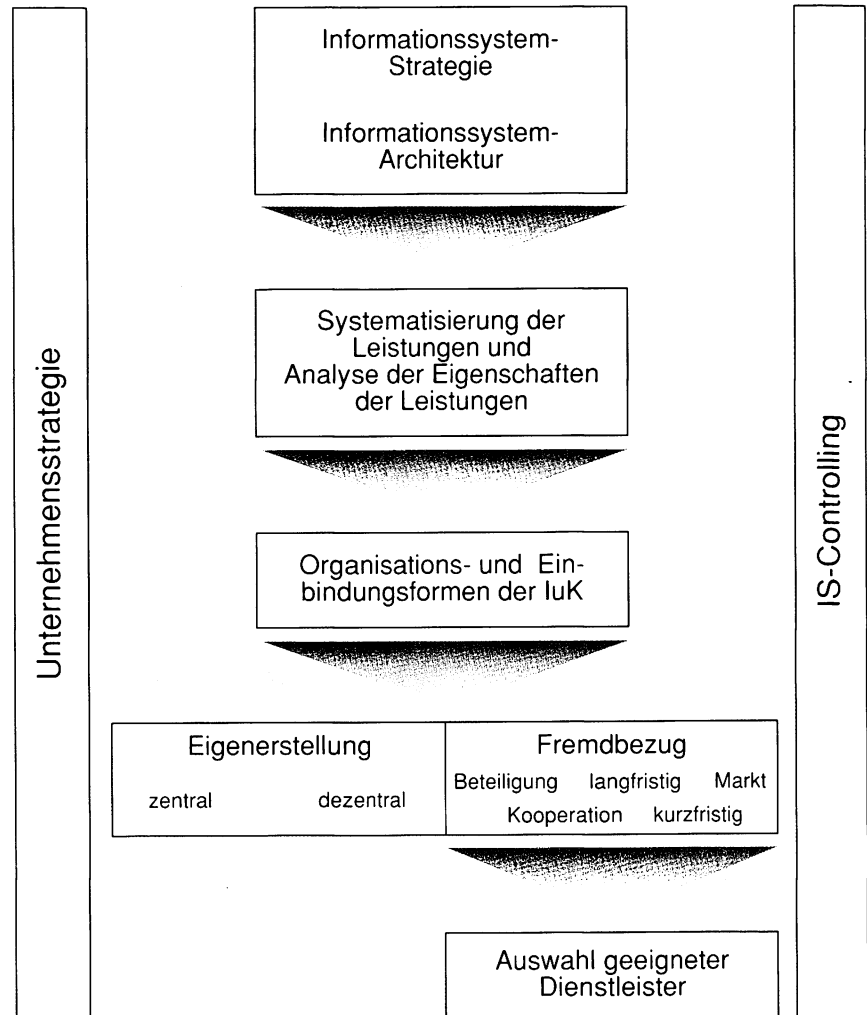 Unternehmensstrategie
Informationssystem-
Strategie
Informationssystem-
Architektur
Systematisierung der
Leistungen und
Analyse der Eigenschaften
der Leistungen
Organisations- und Ein-
bindungsformen der IuK
Eigenerstellung
zentral dezentral
Fremdbezug
Beteiligung langfristig Markt
Kooperation kurzfristig
Auswahl geeigneter
Dienstleister
IS-Controlling